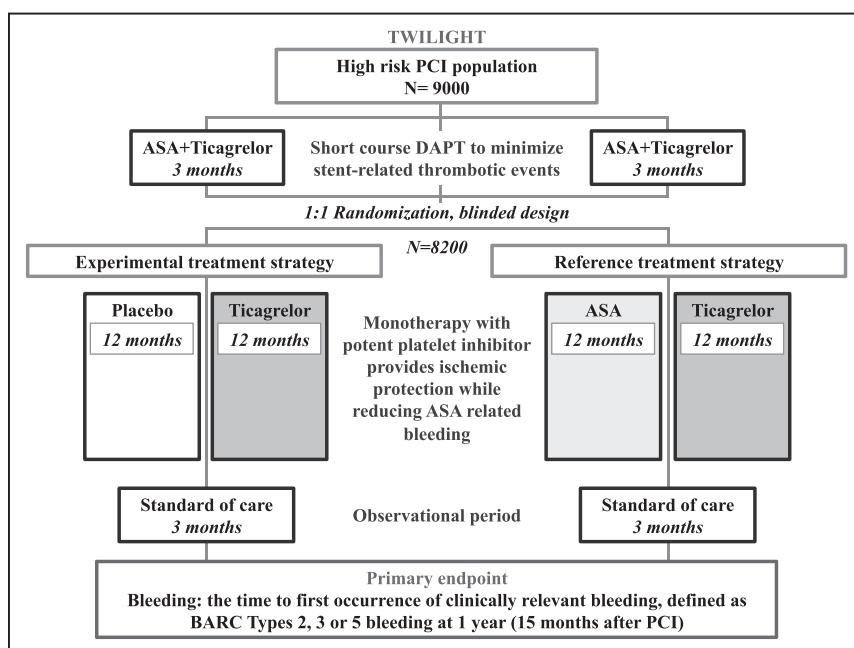 TWILIGHT
High risk PCI population
N= 9000
ASA+Ticagrelor
3 months
Short course DAPT to minimize
stent-related thrombotic events
ASA+Ticagrelor
3 months
1:1 Randomization, blinded design
N=8200
Experimental treatment strategy
Reference treatment strategy
Placebo
12 months
Ticagrelor
12 months
Monotherapy with
potent platelet inhibitor
provides ischemic
protection while
reducing ASA related
bleeding
ASA
12 months
Ticagrelor
12 months
Standard of care
3 months
Observational period
Standard of care
3 months
Primary endpoint
Bleeding: the time to first occurrence of clinically relevant bleeding, defined as
BARC Types 2, 3 or 5 bleeding at 1 year (15 months after PCI)